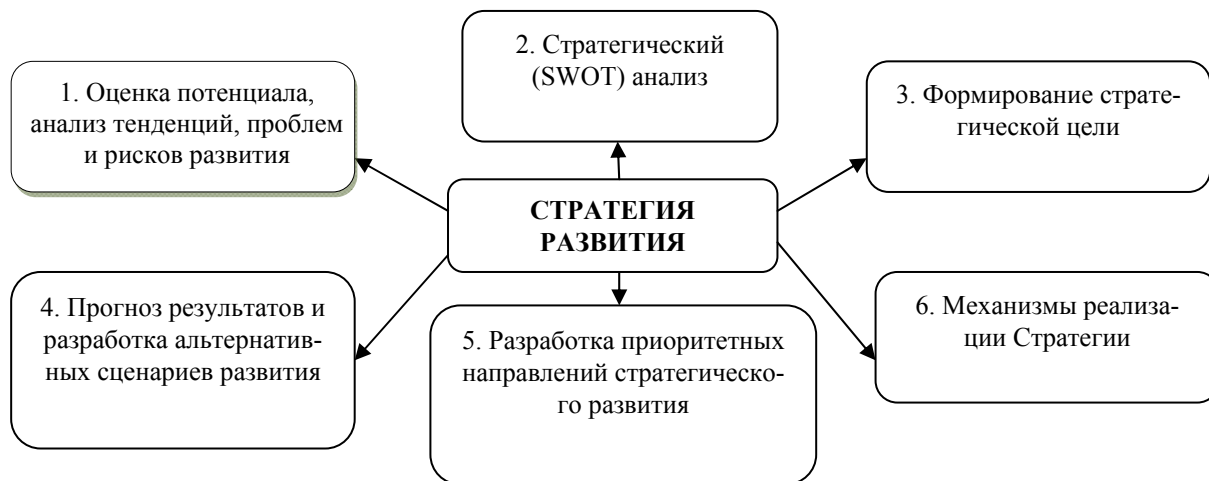 1. Оценка потенциала,
анализ тенденций, проблем
и рисков развития
2. Стратегический
(SWOT) анализ
3. Формирование страте-
гической цели
СТРАТЕГИЯ
РАЗВИТИЯ
4. Прогноз результатов и
разработка альтернатив-
ных сценариев развития
5. Разработка приоритетных
направлений стратегическо-
го развития
6. Механизмы реализа-
ции Стратегии